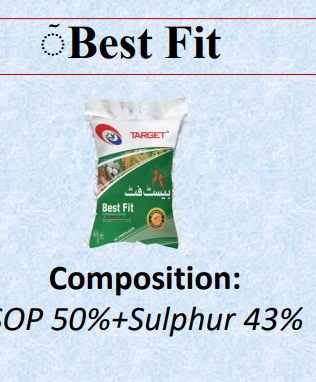 ◌̃Best Fit
TARGET
بیسٹ فٹ
Best Fit
Composition:
SOP 50%+Sulphur 43%